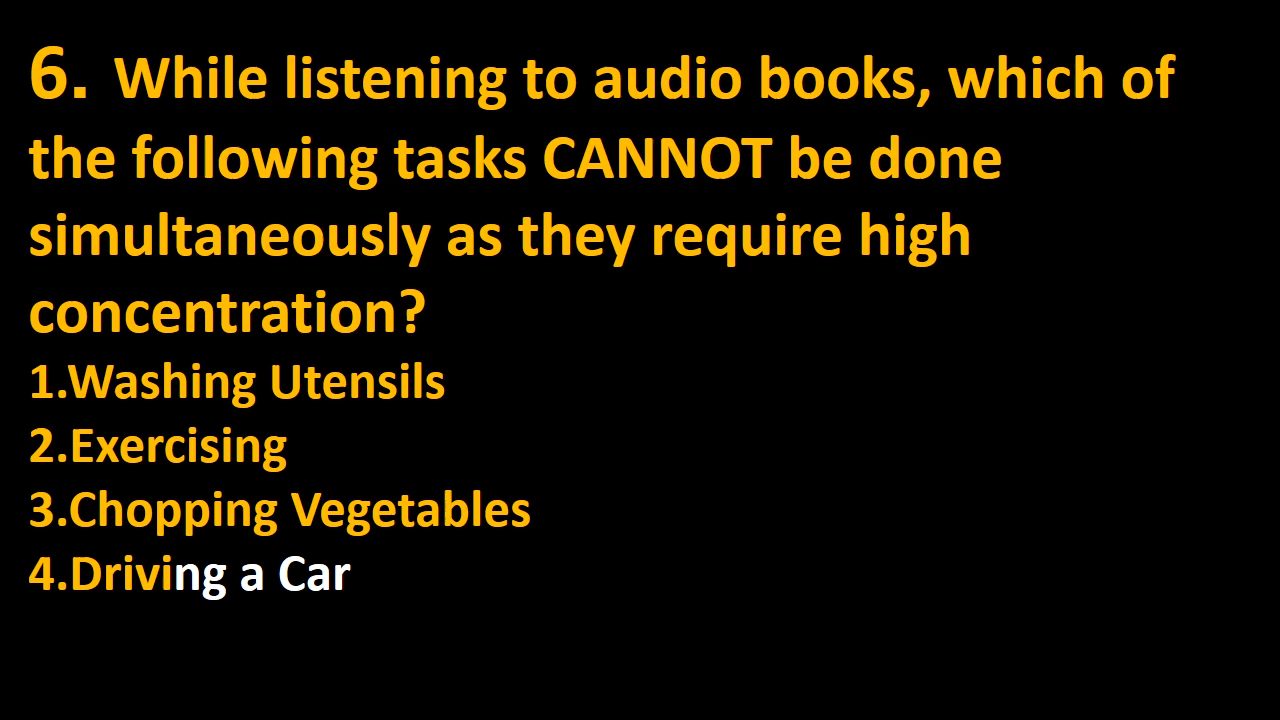 6. While listening to audio books, which of
the following tasks CANNOT be done
simultaneously as they require high
concentration?
1.Washing Utensils
2.Exercising
3.Chopping Vegetables
4.Driving a Car